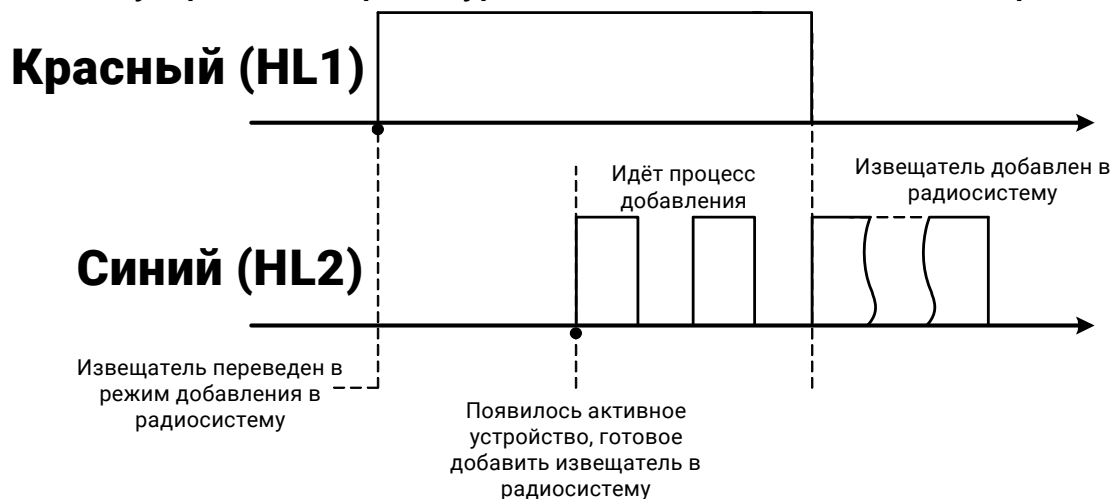 Красный (HL1)
Идёт процесс
добавления
Извещатель добавлен в
радиосистему
Синий (HL2)
Извещатель переведен в
режим добавления в
радиосистему
Появилось активное
устройство, готовое
добавить извещатель в
радиосистему